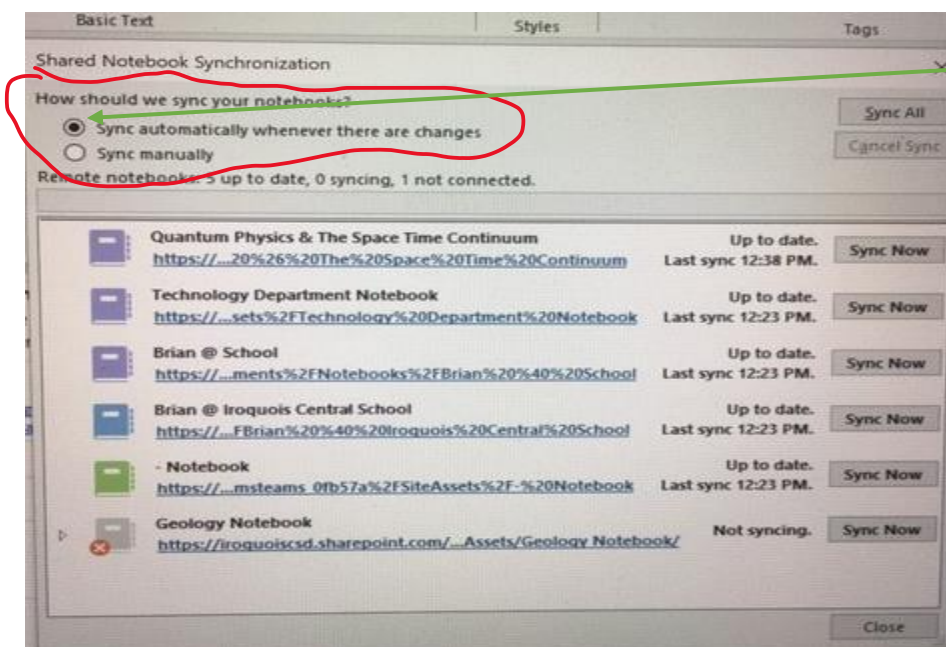 Basic Text Styles Tags
Shared Notebook Synchronization
How should we sync your notebooks?
Sync All
Sync automatically whenever there are changes
Cancel Sync
Sync manually
Remote notebooks: 5 up to date, 0 syncing, 1 not connected.
Quantum Physics & The Space Time Continuum Up to date.
https://...20%26%20The%20Space%20Time%20Continuum Last sync 12:38 PM.
Sync Now
Technology Department Notebook Up to date.
https://...sets%2FTechnology%20Department%20Notebook Last sync 12:23 PM.
Sync Now
Brian @ School Up to date.
https://...ments%2FNotebooks%2FBrian%20%40%20School Last sync 12:23 PM.
Sync Now
Brian @ Iroquois Central School Up to date.
https://...FBrian%20%40%20Iroquois%20Central%20School Last sync 12:23 PM.
Sync Now
- Notebook Up to date.
https://...msteams_0fb57a%2FSiteAssets%2F-%20Notebook Last sync 12:23 PM.
Sync Now
Geology Notebook
https://iroquoiscsd.sharepoint.com/...Assets/Geology Notebook/ Not syncing.
Sync Now
Close